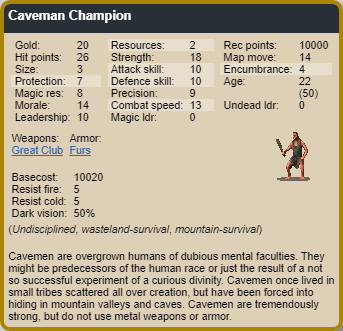 Caveman Champion
Gold: 20 Resources: 2 Rec points: 10000
Hit points: 26 Strength: 18 Map move: 14
Size: 3 Attack skill: 10 Encumbrance: 4
Protection: 7 Defence skill: 10 Age: 22
Magic res: 8 Precision: 9 (50)
Morale: 14 Combat speed: 13 Undead ldr: 0
Leadership: 10 Magic ldr: 0
Weapons: Armor:
Great Club Furs
Basecost: 10020
Resist fire: 5
Resist cold: 5
Dark vision: 50%
(Undisciplined, wasteland-survival, mountain-survival)
Cavemen are overgrown humans of dubious mental faculties. They
might be predecessors of the human race or just the result of a not
so successful experiment of a curious divinity. Cavemen once lived in
small tribes scattered all over creation, but have been forced into
hiding in mountain valleys and caves. Cavemen are tremendously
strong, but do not use metal weapons or armor.